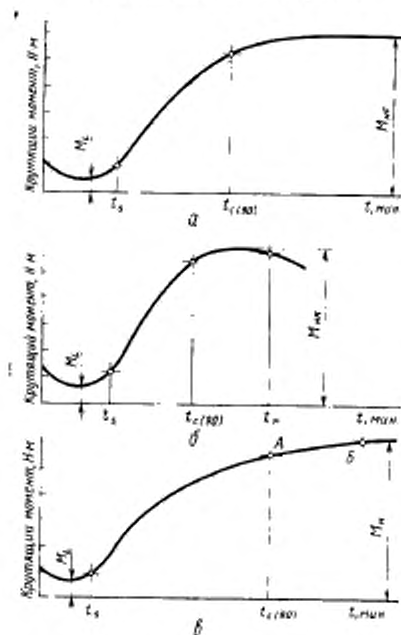 Крутящий момент, Н м
M_L
M_HF
t_s
t_c(90)
t, мин
а
Крутящий момент, Н м
M_L
M_HR
t_s
t_c(90)
t_R
t, мин
б
Крутящий момент, Н м
M_L
А
Б
M_H
t_s
t_c(90)
t, мин
в